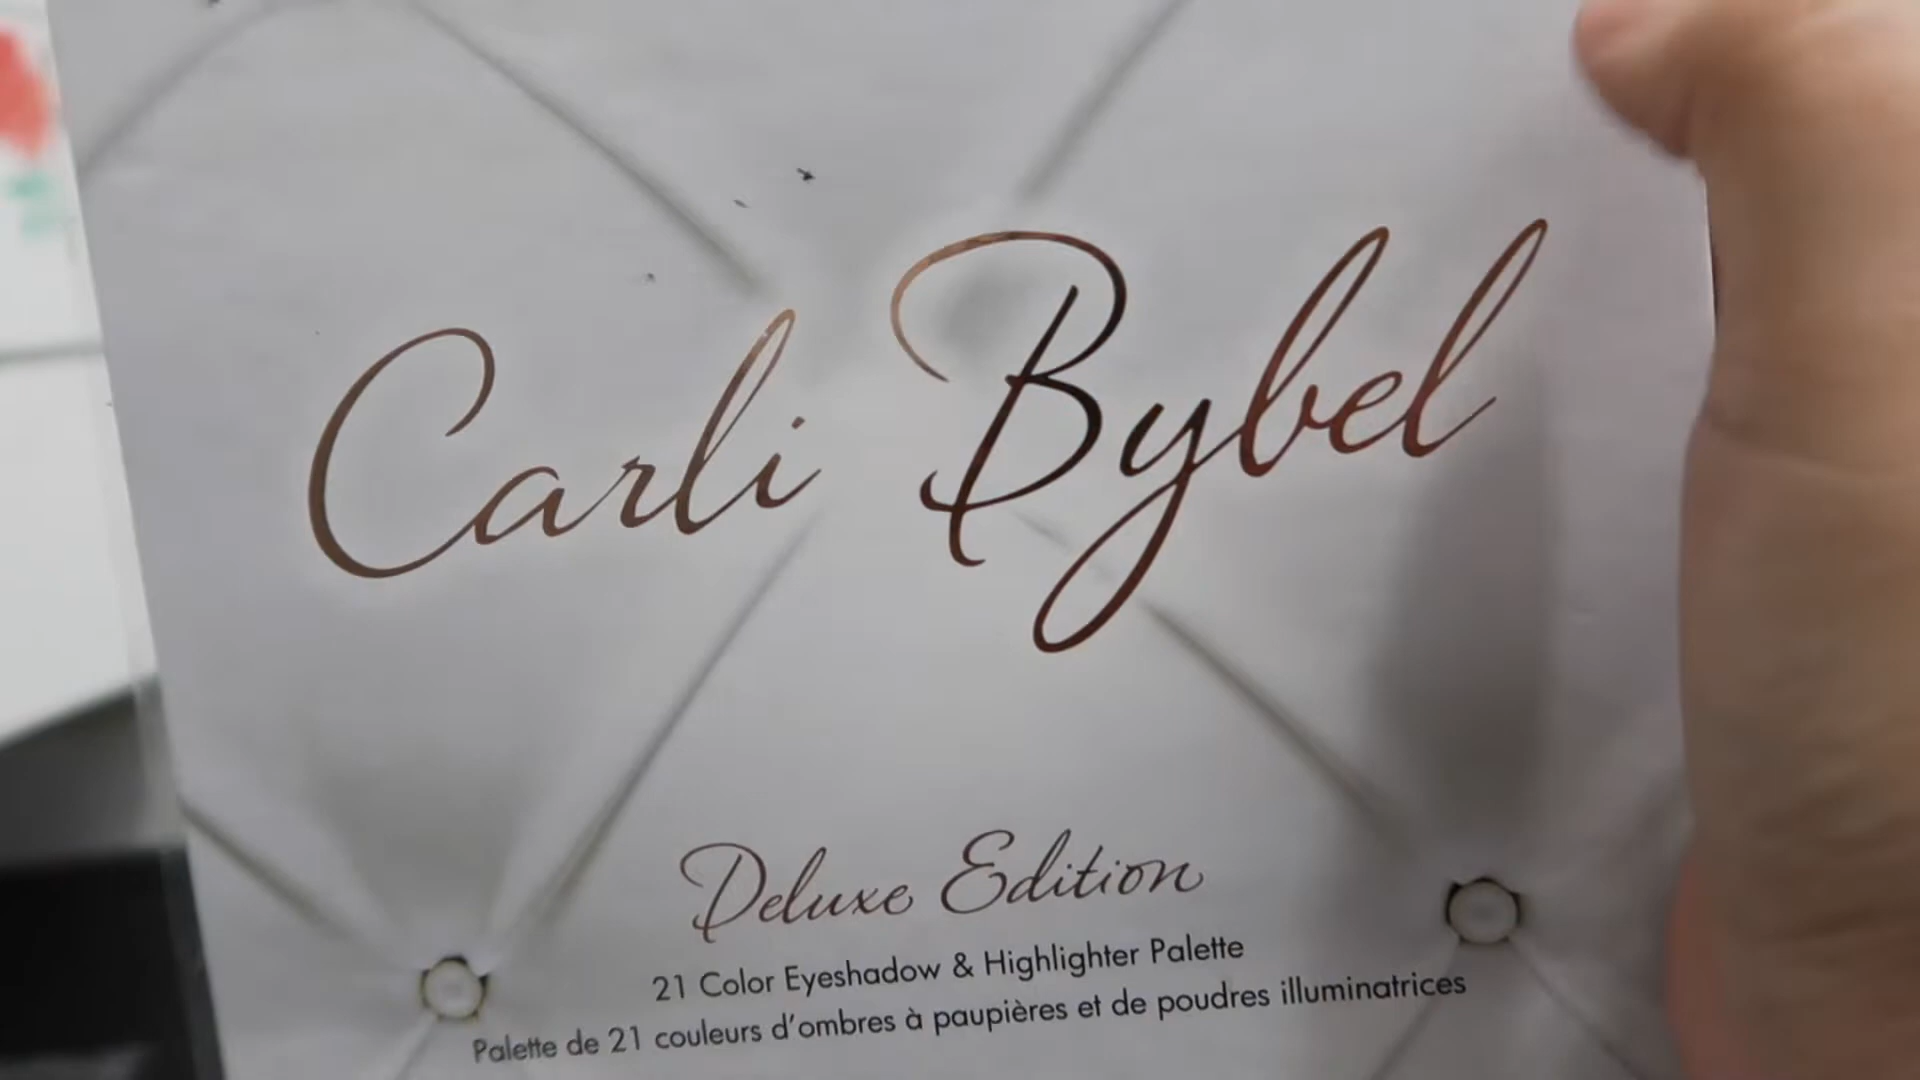 Carli Bybel
Deluxe Edition
21 Color Eyeshadow & Highlighter Palette
Palette de 21 couleurs d'ombres à paupières et de poudres illuminatrices